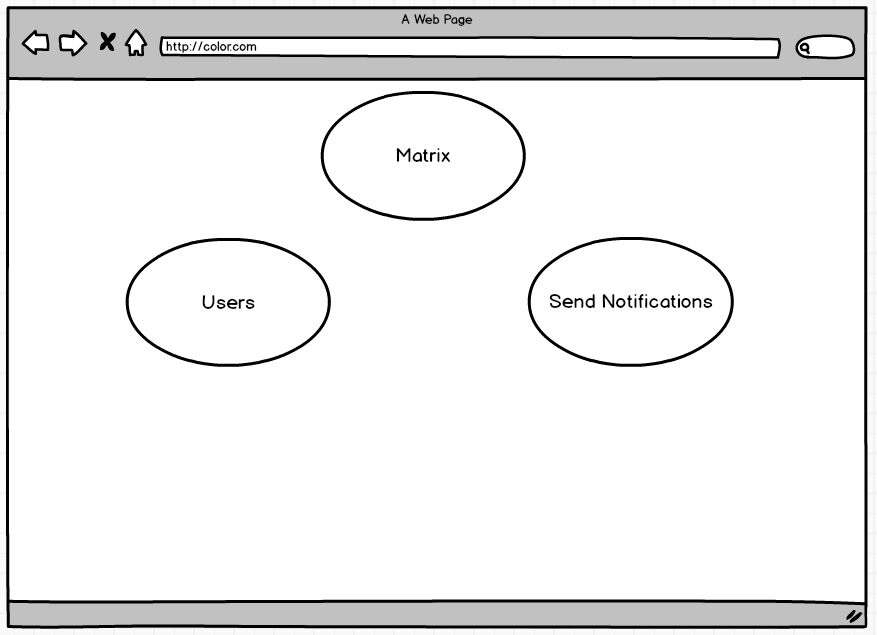 A Web Page
http://color.com
Matrix
Users
Send Notifications